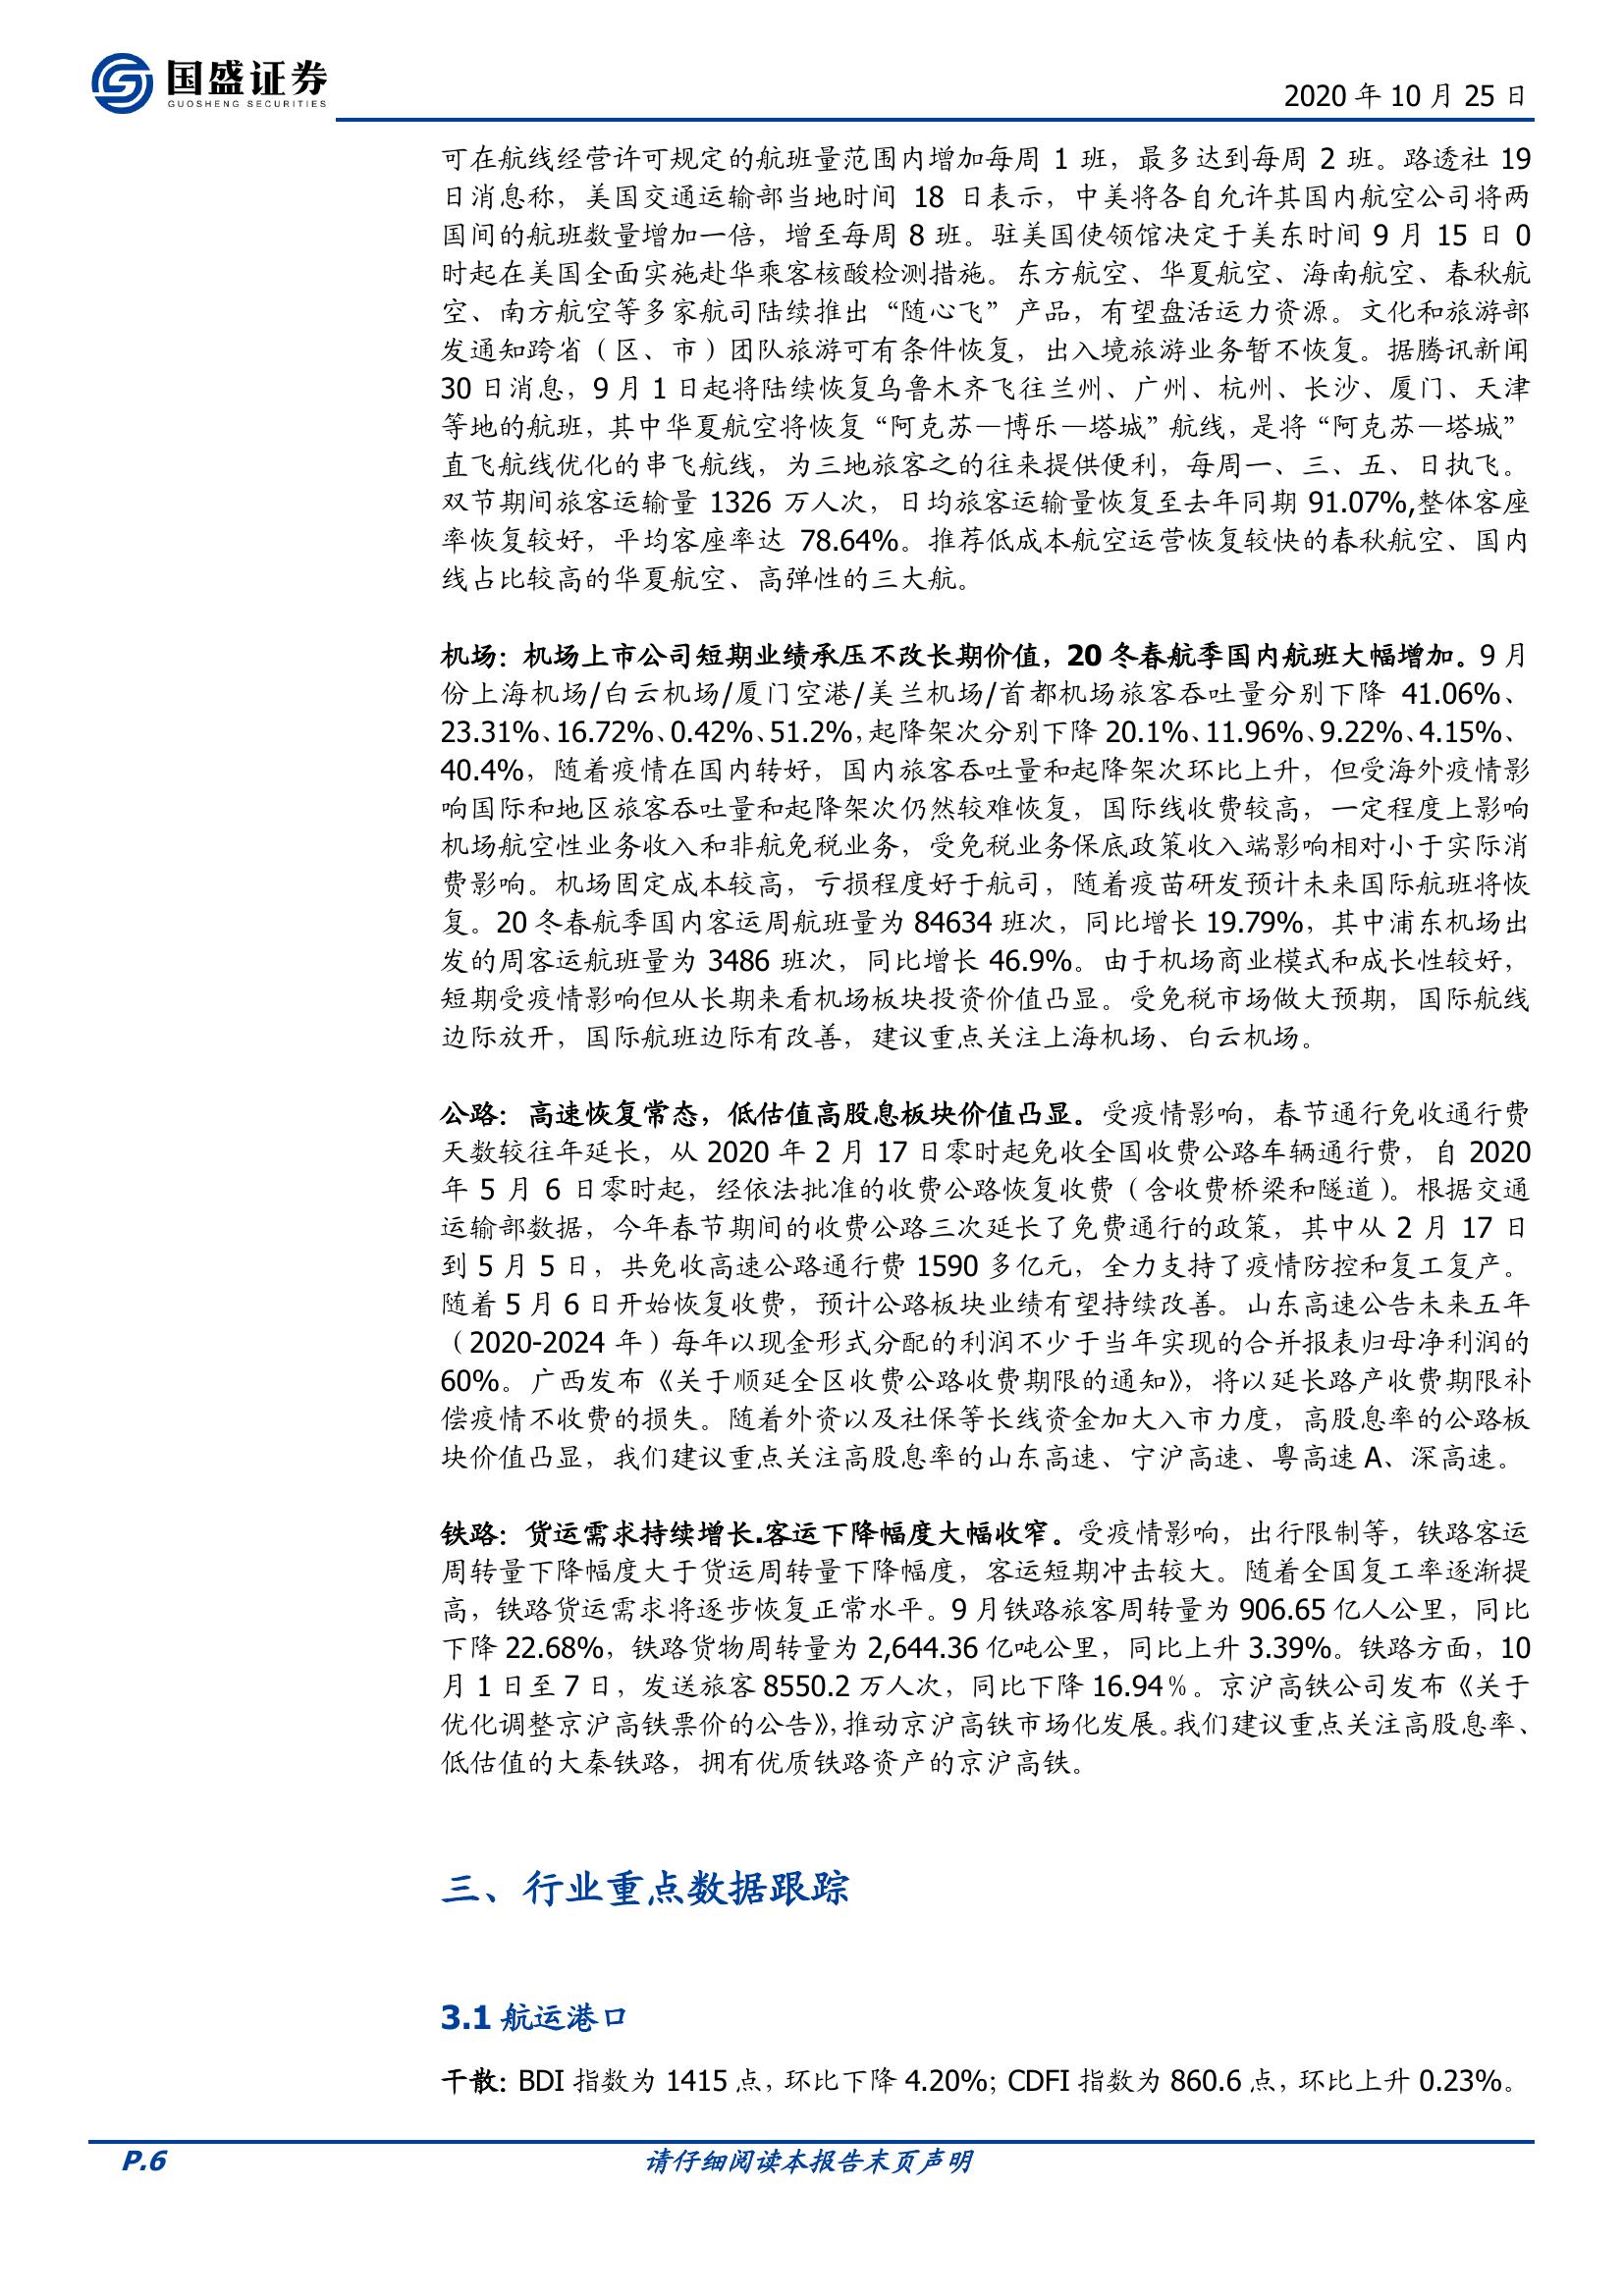 国盛证券
GUOSHENG SECURITIES
2020 年 10 月 25 日
可在航线经营许可规定的航班量范围内增加每周 1 班，最多达到每周 2 班。路透社 19
日消息称，美国交通运输部当地时间 18 日表示，中美将各自允许其国内航空公司将两
国间的航班数量增加一倍，增至每周 8 班。驻美国使领馆决定于美东时间 9 月 15 日 0
时起在美国全面实施赴华乘客核酸检测措施。东方航空、华夏航空、海南航空、春秋航
空、南方航空等多家航司陆续推出“随心飞”产品，有望盘活运力资源。文化和旅游部
发通知跨省（区、市）团队旅游可有条件恢复，出入境旅游业务暂不恢复。据腾讯新闻
30 日消息，9 月 1 日起将陆续恢复乌鲁木齐飞往兰州、广州、杭州、长沙、厦门、天津
等地的航班，其中华夏航空将恢复“阿克苏—博乐—塔城”航线，是将“阿克苏—塔城”
直飞航线优化的串飞航线，为三地旅客之的往来提供便利，每周一、三、五、日执飞。
双节期间旅客运输量 1326 万人次，日均旅客运输量恢复至去年同期 91.07%,整体客座
率恢复较好，平均客座率达 78.64%。推荐低成本航空运营恢复较快的春秋航空、国内
线占比较高的华夏航空、高弹性的三大航。
机场：机场上市公司短期业绩承压不改长期价值，20 冬春航季国内航班大幅增加。9 月
份上海机场/白云机场/厦门空港/美兰机场/首都机场旅客吞吐量分别下降 41.06%、
23.31%、16.72%、0.42%、51.2%，起降架次分别下降 20.1%、11.96%、9.22%、4.15%、
40.4%，随着疫情在国内转好，国内旅客吞吐量和起降架次环比上升，但受海外疫情影
响国际和地区旅客吞吐量和起降架次仍然较难恢复，国际线收费较高，一定程度上影响
机场航空性业务收入和非航免税业务，受免税业务保底政策收入端影响相对小于实际消
费影响。机场固定成本较高，亏损程度好于航司，随着疫苗研发预计未来国际航班将恢
复。20 冬春航季国内客运周航班量为 84634 班次，同比增长 19.79%，其中浦东机场出
发的周客运航班量为 3486 班次，同比增长 46.9%。由于机场商业模式和成长性较好，
短期受疫情影响但从长期来看机场板块投资价值凸显。受免税市场做大预期，国际航线
边际放开，国际航班边际有改善，建议重点关注上海机场、白云机场。
公路：高速恢复常态，低估值高股息板块价值凸显。受疫情影响，春节通行免收通行费
天数较往年延长，从 2020 年 2 月 17 日零时起免收全国收费公路车辆通行费，自 2020
年 5 月 6 日零时起，经依法批准的收费公路恢复收费（含收费桥梁和隧道）。根据交通
运输部数据，今年春节期间的收费公路三次延长了免费通行的政策，其中从 2 月 17 日
到 5 月 5 日，共免收高速公路通行费 1590 多亿元，全力支持了疫情防控和复工复产。
随着 5 月 6 日开始恢复收费，预计公路板块业绩有望持续改善。山东高速公告未来五年
（2020-2024 年）每年以现金形式分配的利润不少于当年实现的合并报表归母净利润的
60%。广西发布《关于顺延全区收费公路收费期限的通知》，将以延长路产收费期限补
偿疫情不收费的损失。随着外资以及社保等长线资金加大入市力度，高股息率的公路板
块价值凸显，我们建议重点关注高股息率的山东高速、宁沪高速、粤高速 A、深高速。
铁路：货运需求持续增长.客运下降幅度大幅收窄。受疫情影响，出行限制等，铁路客运
周转量下降幅度大于货运周转量下降幅度，客运短期冲击较大。随着全国复工率逐渐提
高，铁路货运需求将逐步恢复正常水平。9 月铁路旅客周转量为 906.65 亿人公里，同比
下降 22.68%，铁路货物周转量为 2,644.36 亿吨公里，同比上升 3.39%。铁路方面，10
月 1 日至 7 日，发送旅客 8550.2 万人次，同比下降 16.94％。京沪高铁公司发布《关于
优化调整京沪高铁票价的公告》，推动京沪高铁市场化发展。我们建议重点关注高股息率、
低估值的大秦铁路，拥有优质铁路资产的京沪高铁。
三、行业重点数据跟踪
3.1 航运港口
干散：BDI 指数为 1415 点，环比下降 4.20%；CDFI 指数为 860.6 点，环比上升 0.23%。
P.6
请仔细阅读本报告末页声明